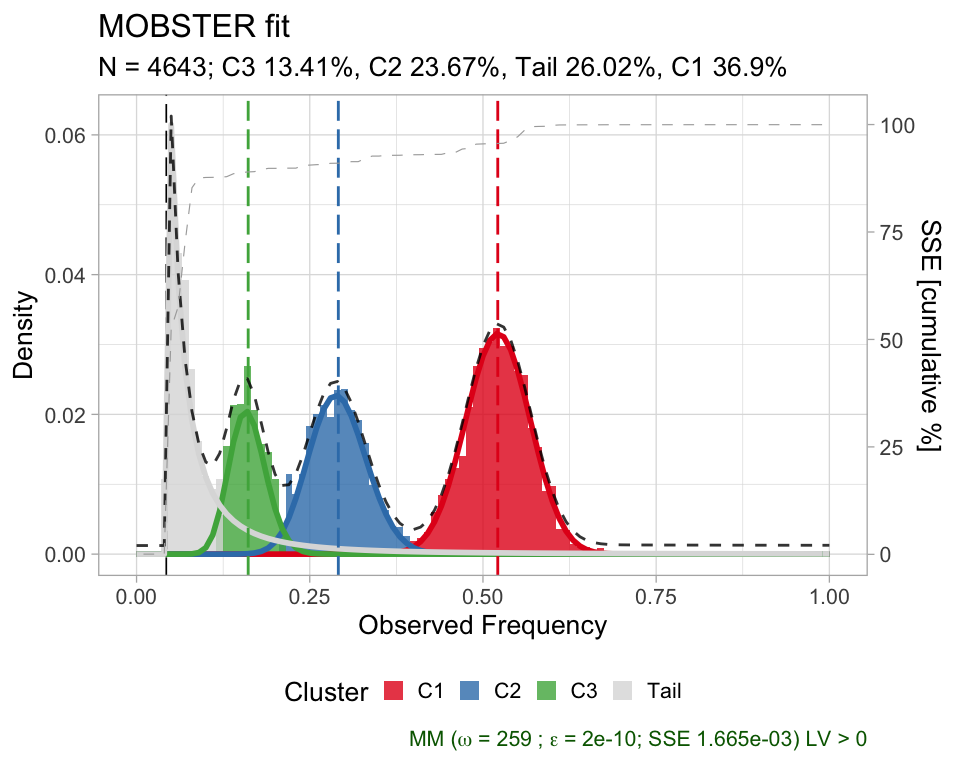 MOBSTER fit
N = 4643; C3 13.41%, C2 23.67%, Tail 26.02%, C1 36.9%
0.06
0.04
0.02
0.00
Density
100
75
50
25
0
SSE [cumulative %]
0.00 0.25 0.50 0.75 1.00
Observed Frequency
Cluster C1 C2 C3 Tail
MM (ω = 259 ; ε = 2e-10; SSE 1.665e-03) LV > 0